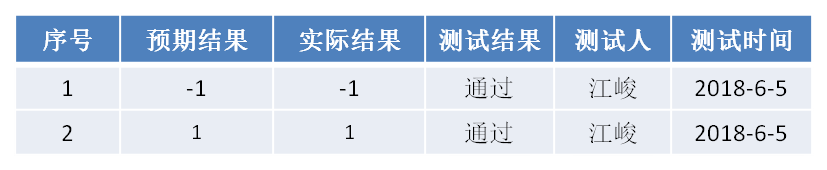 序号 预期结果 实际结果 测试结果 测试人 测试时间
1 -1 -1 通过 江峻 2018-6-5
2 1 1 通过 江峻 2018-6-5